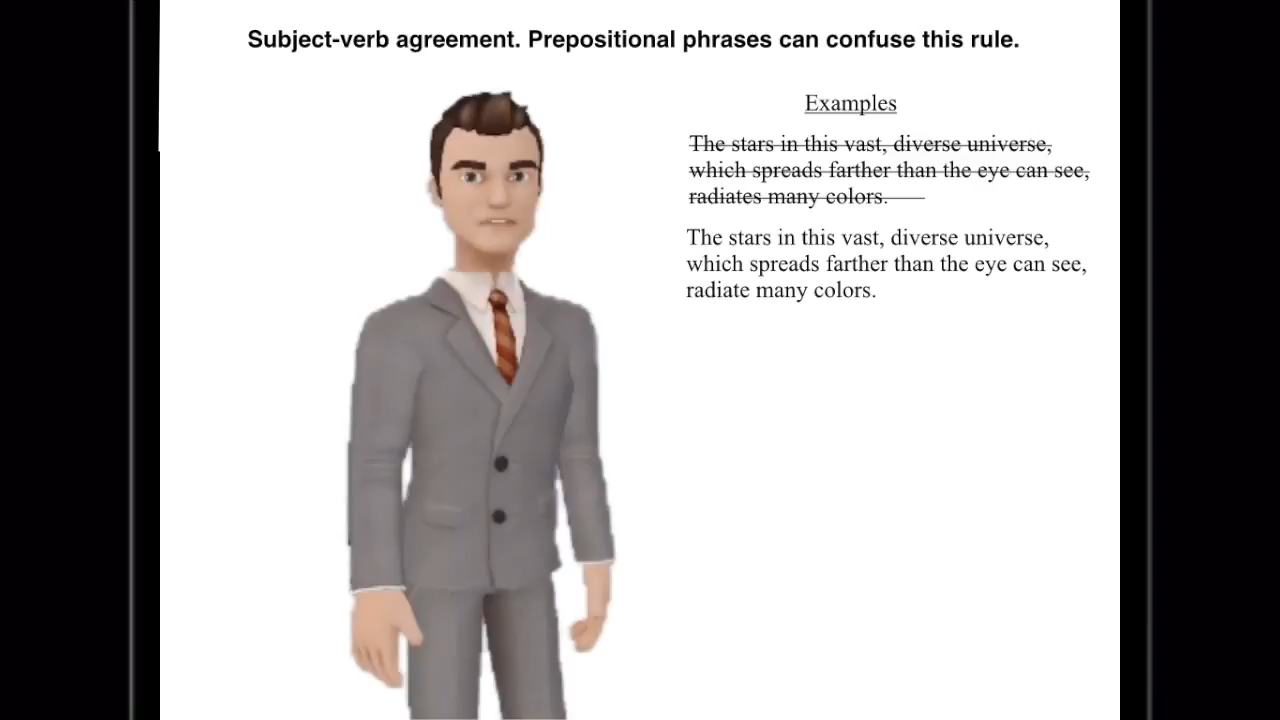 Subject-verb agreement. Prepositional phrases can confuse this rule.
Examples
The stars in this vast, diverse universe,
which spreads farther than the eye can see,
radiates many colors.
The stars in this vast, diverse universe,
which spreads farther than the eye can see,
radiate many colors.